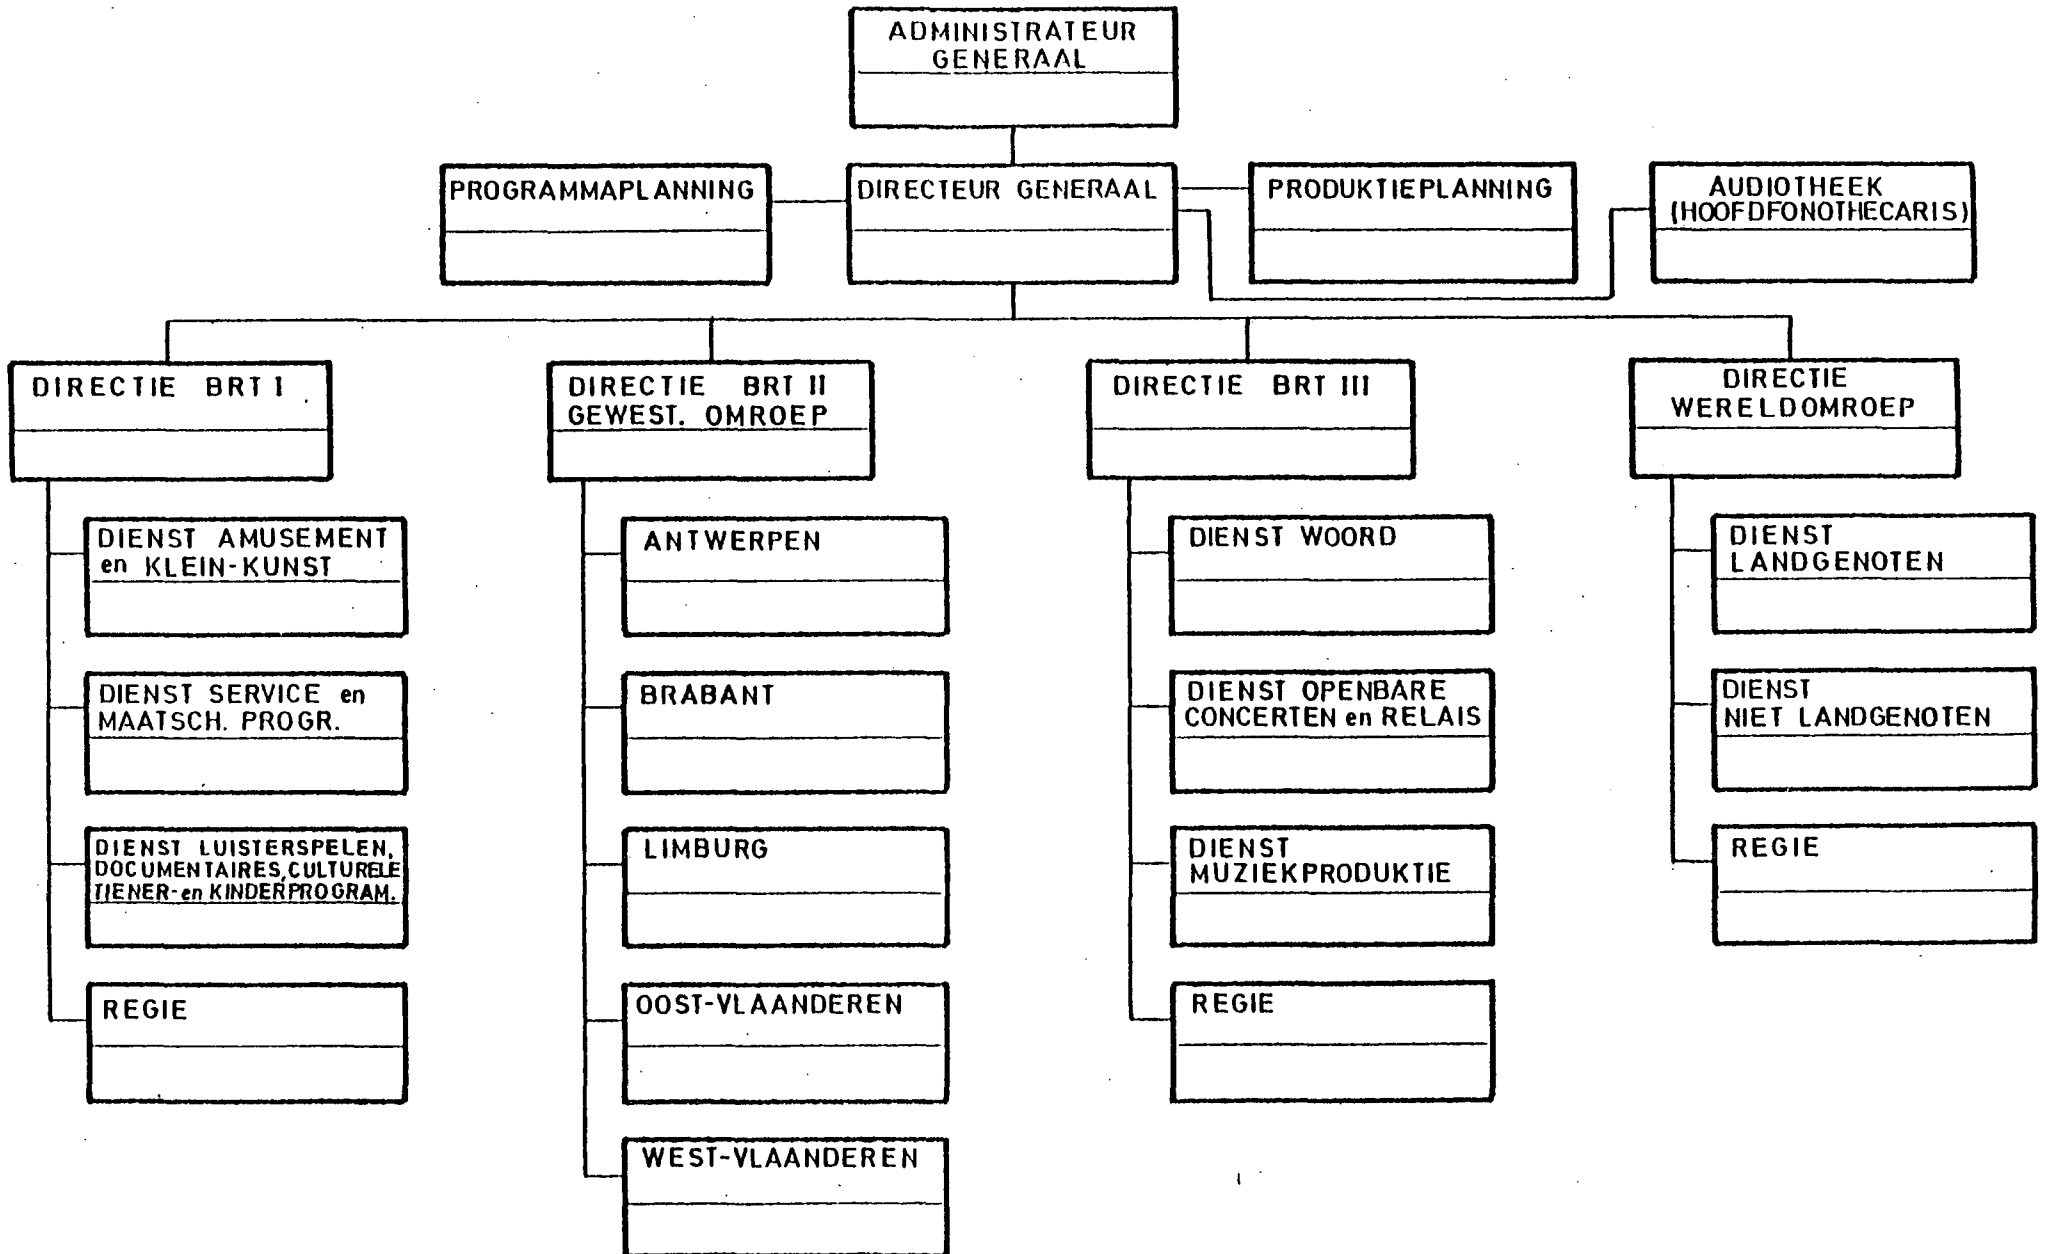 ADMINISTRATEUR
GENERAAL
PROGRAMMAPLANNING
DIRECTEUR GENERAAL
PRODUKTIEPLANNING
AUDIOTHEEK
(HOOFDFONOTHECARIS)
DIRECTIE BRT I
DIRECTIE BRT II
GEWEST. OMROEP
DIRECTIE BRT III
DIRECTIE
WERELDOMROEP
DIENST AMUSEMENT
en KLEIN-KUNST
DIENST SERVICE en
MAATSCH. PROGR.
DIENST LUISTERSPELEN,
DOCUMENTAIRES, CULTURELE
TIENER- en KINDERPROGRAM.
REGIE
ANTWERPEN
BRABANT
LIMBURG
OOST-VLAANDEREN
WEST-VLAANDEREN
DIENST WOORD
DIENST OPENBARE
CONCERTEN en RELAIS
DIENST
MUZIEKPRODUKTIE
REGIE
DIENST
LANDGENOTEN
DIENST
NIET LANDGENOTEN
REGIE